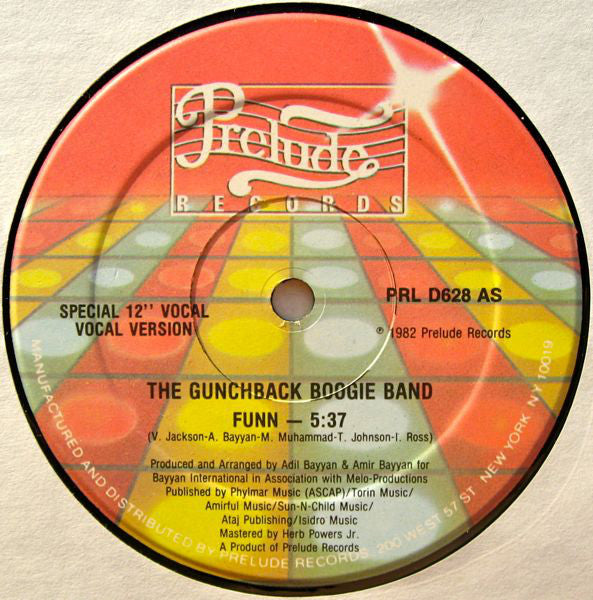 Prelude
RECORDS
PRL D628 AS
SPECIAL 12'' VOCAL
VOCAL VERSION
℗ 1982 Prelude Records
THE GUNCHBACK BOOGIE BAND
FUNN — 5:37
(V. Jackson-A. Bayyan-M. Muhammad-T. Johnson-I. Ross)
Produced and Arranged by Adil Bayyan & Amir Bayyan for
Bayyan International in Association with Melo-Productions
Published by Phylmar Music (ASCAP)/Torin Music/
Amirful Music/Sun-N-Child Music/
Ataj Publishing/Isidro Music
Mastered by Herb Powers Jr.
A Product of Prelude Records
MANUFACTURED AND DISTRIBUTED BY PRELUDE RECORDS. 200 WEST 57 ST NEW YORK NY 10019